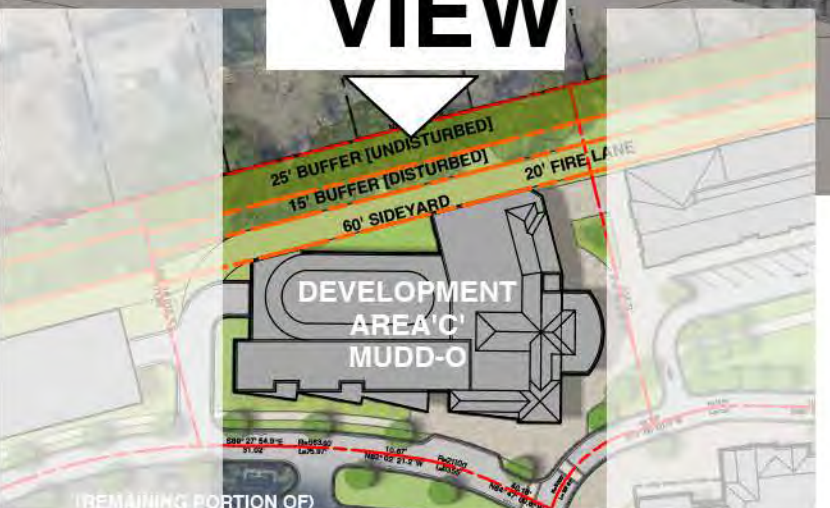 VIEW
25' BUFFER [UNDISTURBED]
15' BUFFER [DISTURBED]
20' FIRE LANE
60' SIDEYARD
DEVELOPMENT
AREA'C'
MUDD-O
(REMAINING PORTION OF)